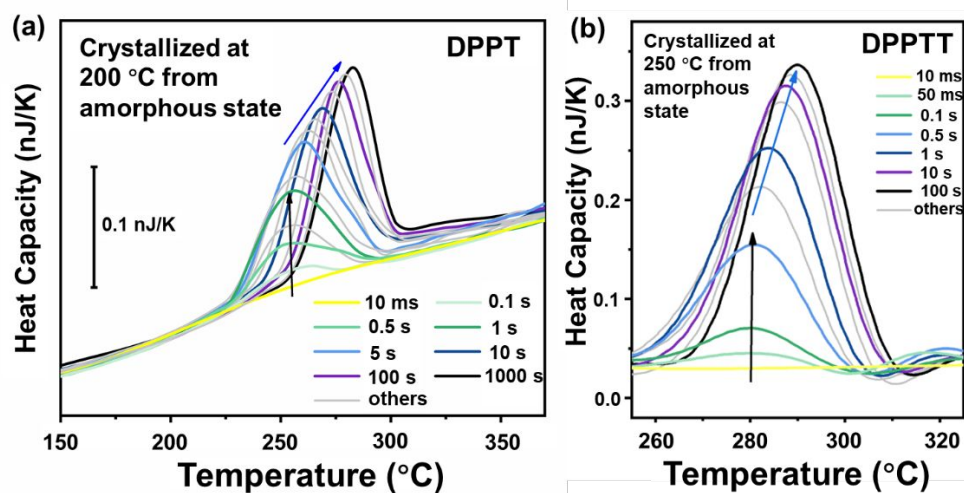 (a)
Crystallized at
200 °C from
amorphous state
DPPT
0.1 nJ/K
10 ms
0.1 s
0.5 s
1 s
5 s
10 s
100 s
1000 s
others
Heat Capacity (nJ/K)
150
200
250
300
350
Temperature (°C)
(b)
Crystallized at
250 °C from
amorphous
state
DPPTT
10 ms
50 ms
0.1 s
0.5 s
1 s
10 s
100 s
others
Heat Capacity (nJ/K)
0.3
0.2
0.1
0.0
260
280
300
320
Temperature (°C)